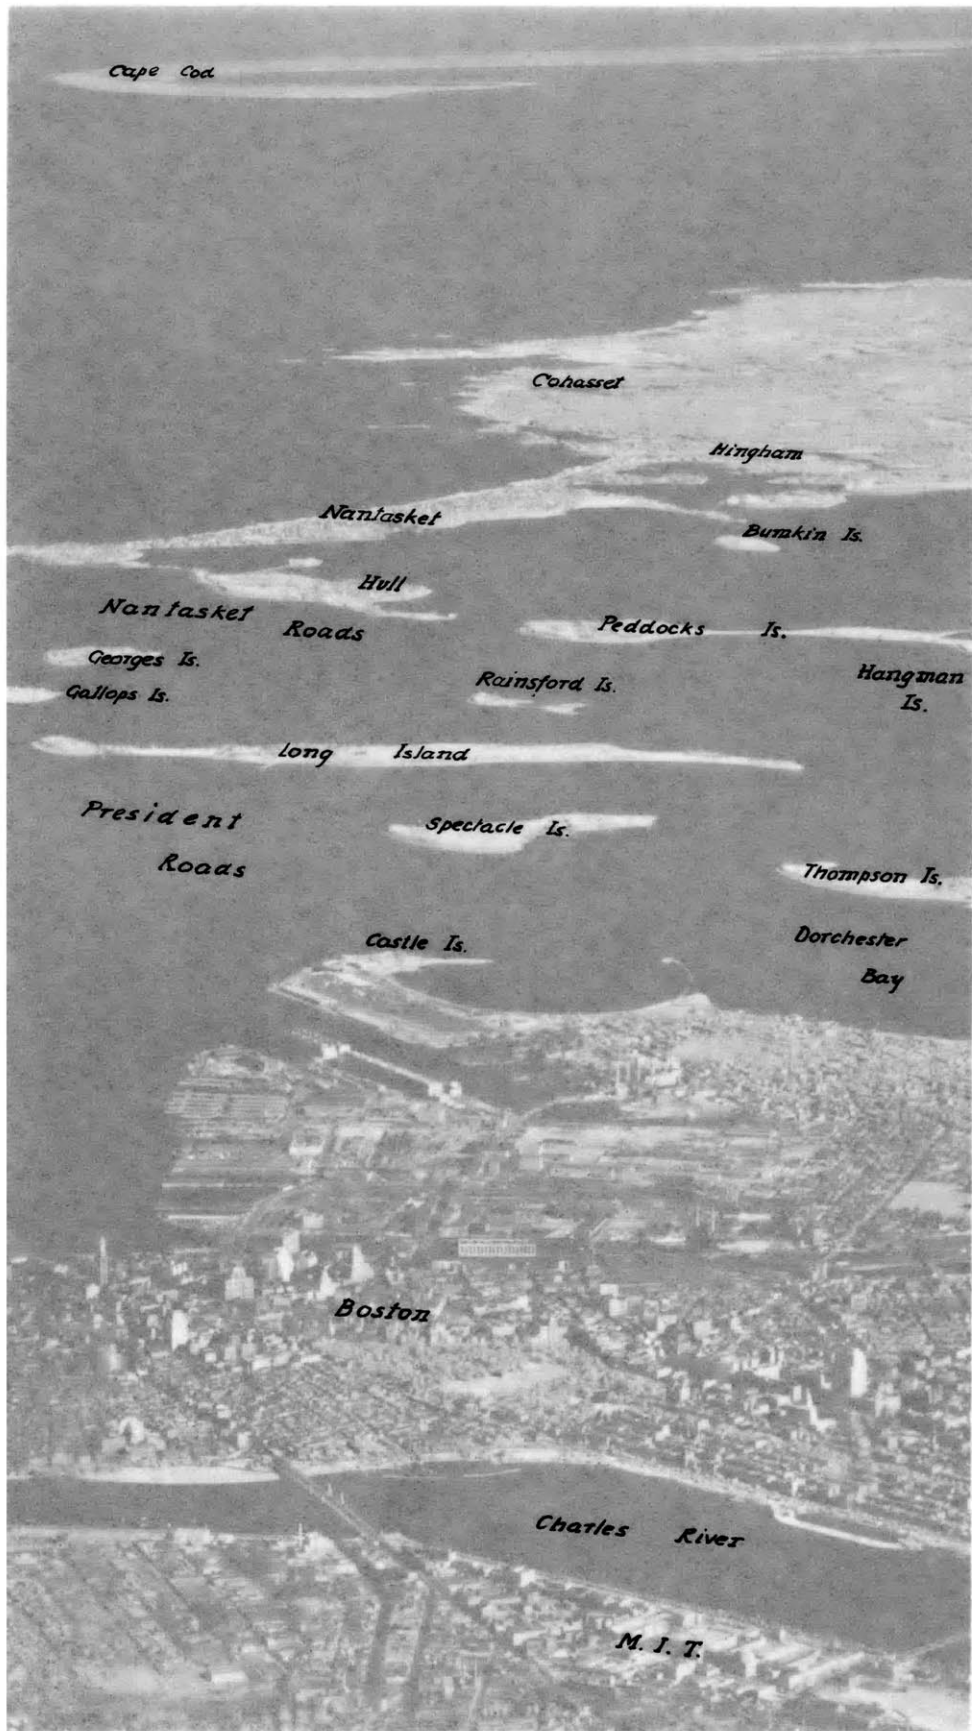 Cape Cod
Cohasset
Hingham
Nantasket
Bumkin Is.
Hull
Nantasket Roads
Peddocks Is.
Georges Is.
Hangman
Is.
Rainsford Is.
Gallops Is.
Long Island
President
Roads
Spectacle Is.
Thompson Is.
Castle Is.
Dorchester
Bay
Boston
Charles River
M. I. T.